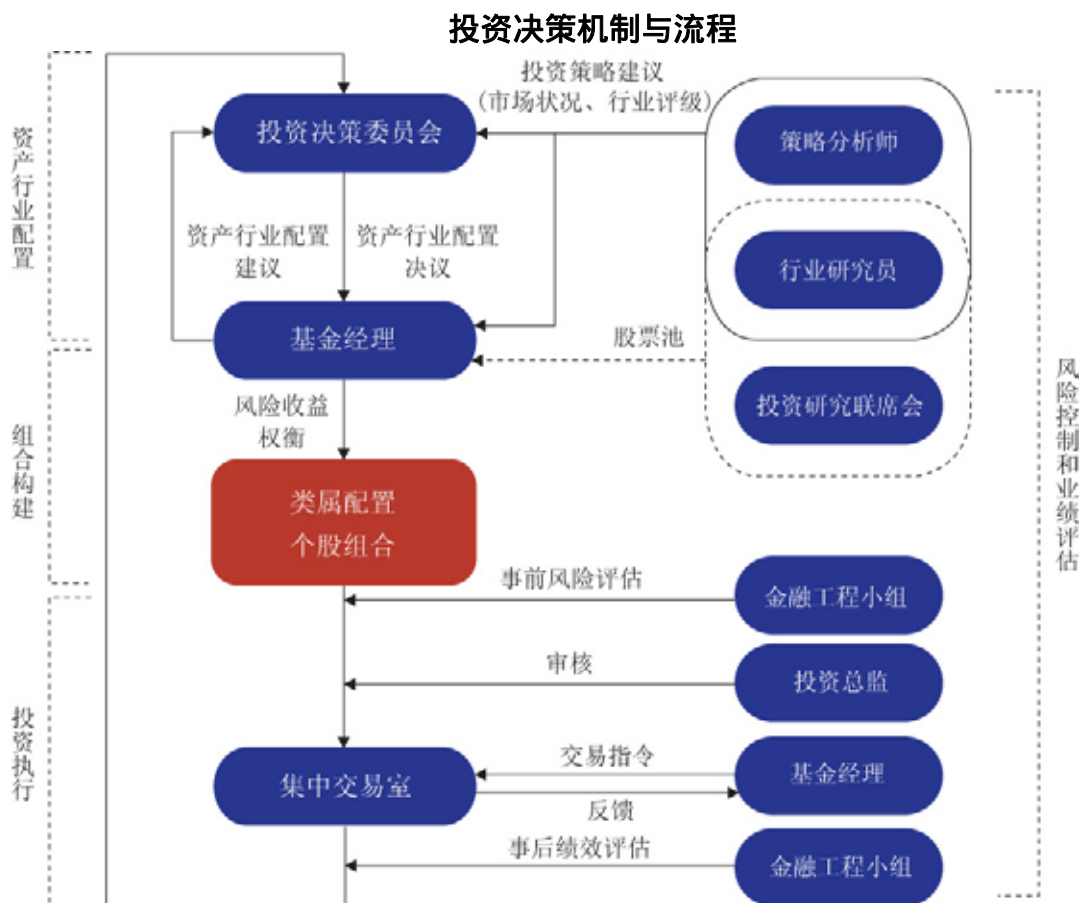 投资决策机制与流程
投资策略建议
(市场状况、行业评级)
投资决策委员会
策略分析师
资产行业配置
资产行业配置
建议
资产行业配置
决议
行业研究员
基金经理
股票池
投资研究联席会
风险收益
权衡
组合构建
类属配置
个股组合
风险控制和业绩评估
事前风险评估
金融工程小组
审核
投资总监
投资执行
集中交易室
交易指令
反馈
基金经理
事后绩效评估
金融工程小组